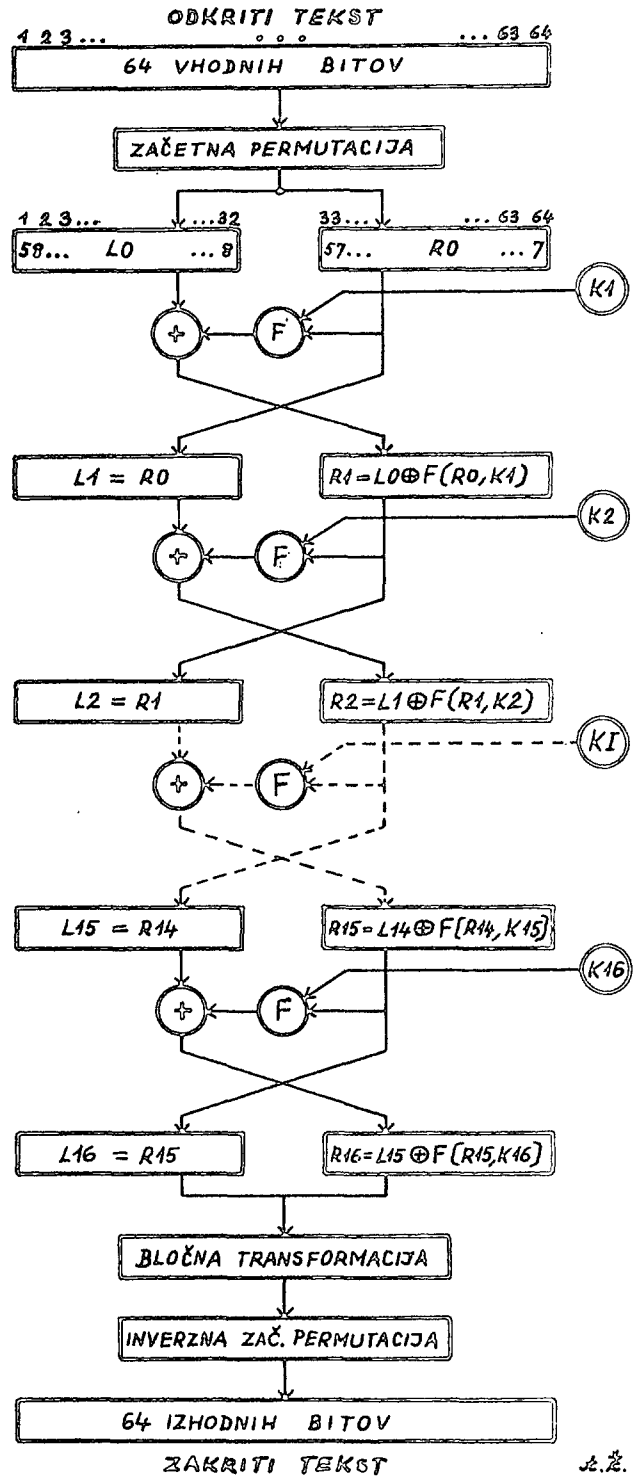 ODKRITI TEKST
1 2 3... ... ... 63 64
64 VHODNIH BITOV
ZAČETNA PERMUTACIJA
1 2 3... ...32 33... ... 63 64
58... L0 ...8 57... R0 ...7
K1
+ F
L1 = R0 R1=L0⊕F(R0,K1)
K2
+ F
L2 = R1 R2=L1⊕F(R1,K2)
KI
+ F
L15 = R14 R15=L14⊕F[R14,K15]
K16
+ F
L16 = R15 R16=L15⊕F(R15,K16)
BLOČNA TRANSFORMACIJA
INVERZNA ZAČ. PERMUTACIJA
64 IZHODNIH BITOV
ZAKRITI TEKST